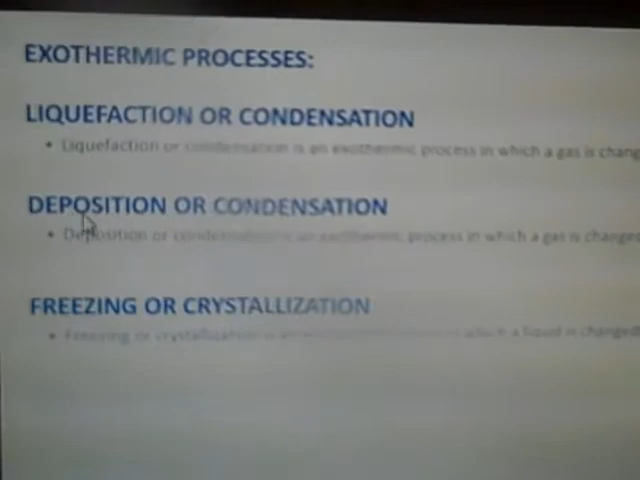 EXOTHERMIC PROCESSES:
LIQUEFACTION OR CONDENSATION
• Liquefaction or condensation is an exothermic process in which a gas is chang
DEPOSITION OR CONDENSATION
• Deposition or condensation is an exothermic process in which a gas is changed
FREEZING OR CRYSTALLIZATION
• Freezing or crystallization is an which a liquid is changed